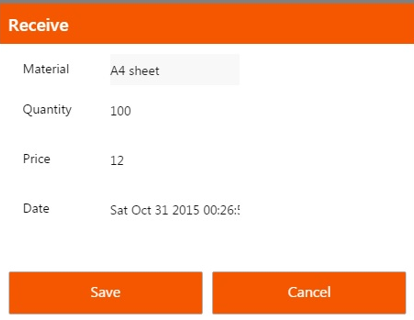 Receive
Material A4 sheet
Quantity 100
Price 12
Date Sat Oct 31 2015 00:26:
Save Cancel